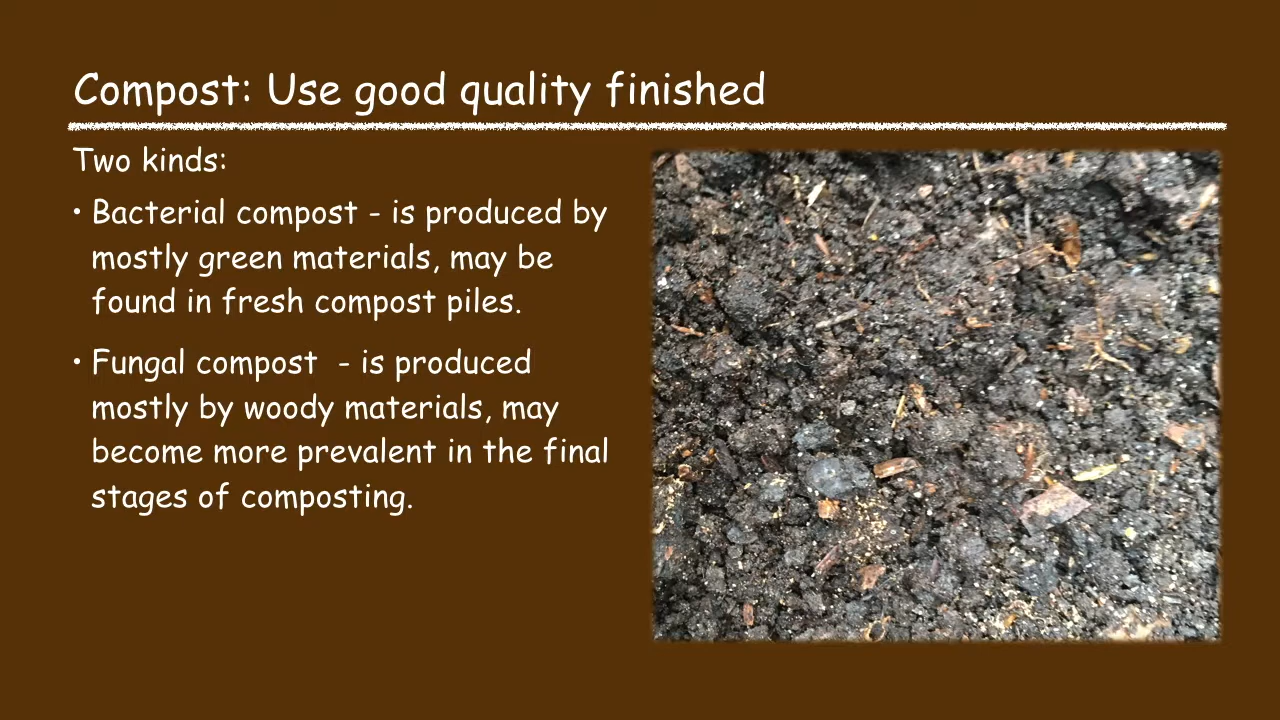 Compost: Use good quality finished
Two kinds:
• Bacterial compost - is produced by
mostly green materials, may be
found in fresh compost piles.
• Fungal compost  - is produced
mostly by woody materials, may
become more prevalent in the final
stages of composting.